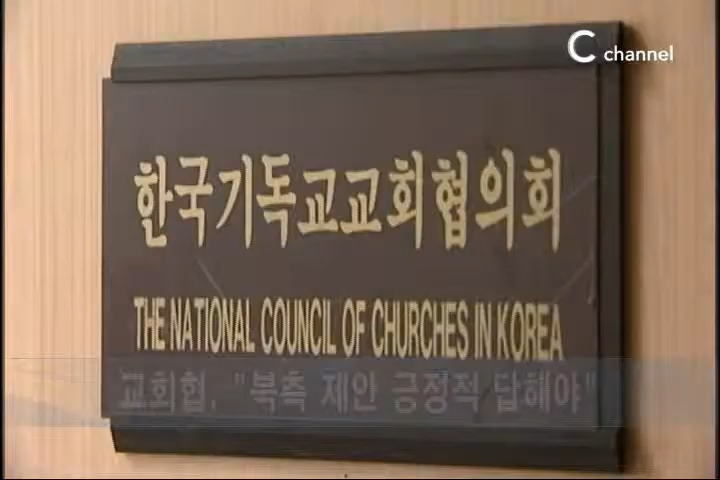 C channel
한국기독교교회협의회
THE NATIONAL COUNCIL OF CHURCHES IN KOREA
교회협, "북측 제안 긍정적 답해야"